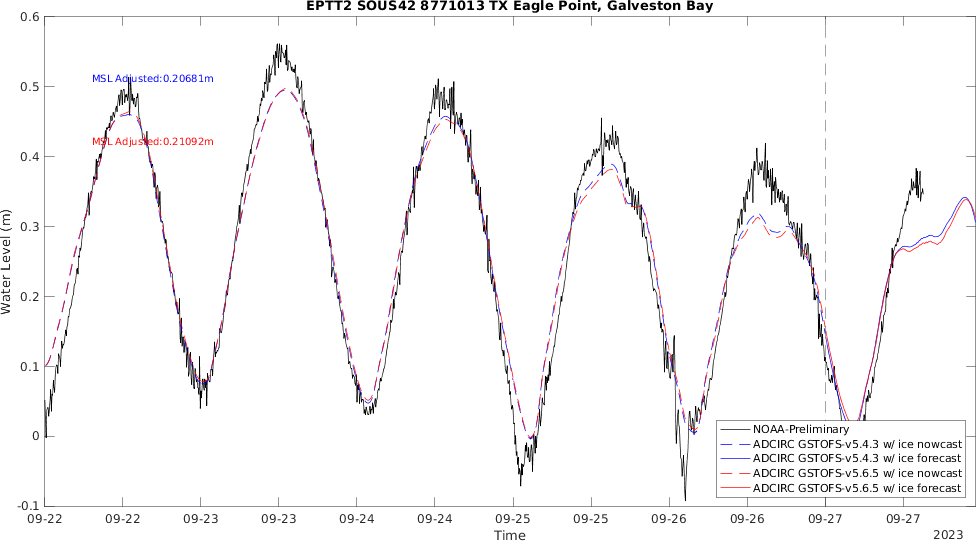 EPTT2 SOUS42 8771013 TX Eagle Point, Galveston Bay
0.6
0.5
0.4
0.3
0.2
0.1
0
-0.1
Water Level (m)
MSL Adjusted:0.20681m
MSL Adjusted:0.21092m
NOAA-Preliminary
ADCIRC GSTOFS-v5.4.3 w/ ice nowcast
ADCIRC GSTOFS-v5.4.3 w/ ice forecast
ADCIRC GSTOFS-v5.6.5 w/ ice nowcast
ADCIRC GSTOFS-v5.6.5 w/ ice forecast
09-22 09-22 09-23 09-23 09-24 09-24 09-25 09-25 09-26 09-26 09-27 09-27
Time
2023